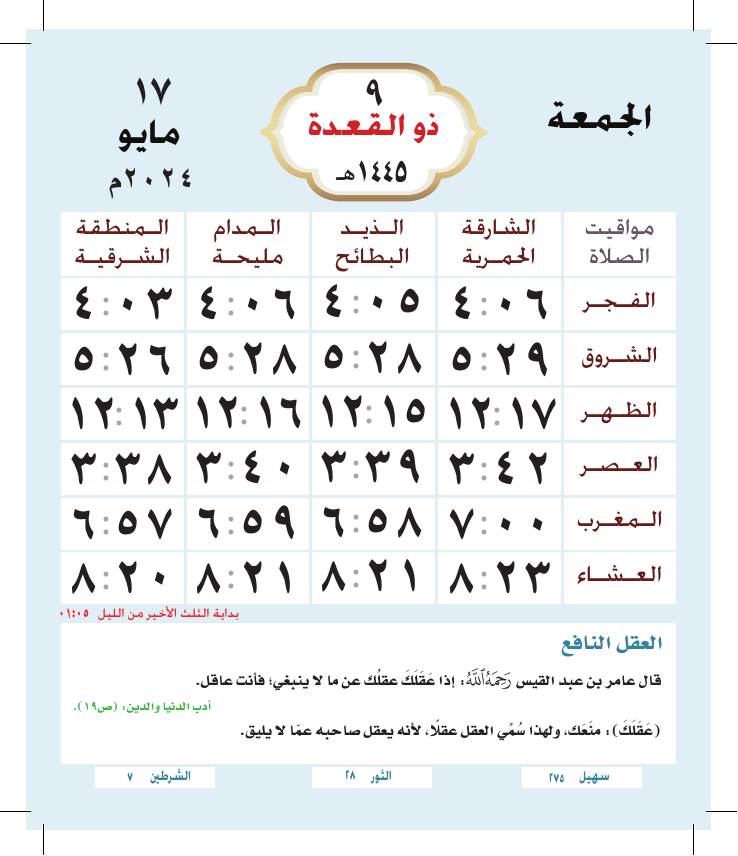 الجمعة
٩
ذو القعدة
١٤٤٥هـ
١٧
مايو
٢٠٢٤م
مواقيت الصلاة | الشارقة الحمرية | الذيد البطائح | المدام مليحة | المنطقة الشرقية
الفجر ٤:٠٦ ٤:٠٥ ٤:٠٦ ٤:٠٣
الشروق ٥:٢٩ ٥:٢٨ ٥:٢٨ ٥:٢٦
الظهر ١٢:١٧ ١٢:١٥ ١٢:١٦ ١٢:١٣
العصر ٣:٤٢ ٣:٣٩ ٣:٤٠ ٣:٣٨
المغرب ٧:٠٠ ٦:٥٨ ٦:٥٩ ٦:٥٧
العشاء ٨:٢٣ ٨:٢١ ٨:٢١ ٨:٢٠
بداية الثلث الأخير من الليل ٠١:٠٥
العقل النافع
قال عامر بن عبد القيس رَحِمَهُ ٱللَّهُ: إذا عَقَلَكَ عقلُك عن ما لا ينبغي؛ فأنت عاقل.
أدب الدنيا والدين: (ص١٩).
(عَقَلَكَ): منَعَك، ولهذا سُمِّي العقل عقلًا، لأنه يعقل صاحبه عمَا لا يليق.
سهيل ٢٧٥
الثور ٢٨
الشرطين ٧